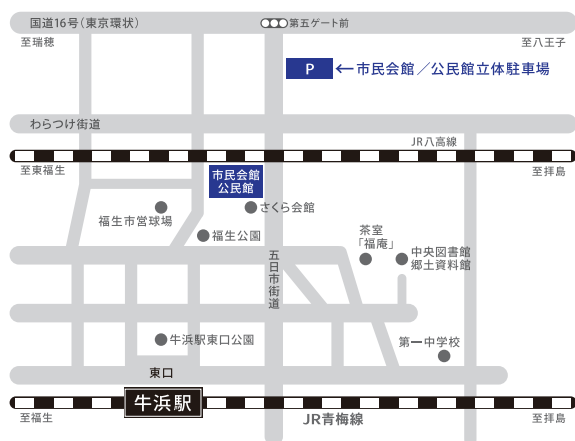 国道16号(東京環状)
第五ゲート前
至瑞穂
至八王子
P
←市民会館／公民館立体駐車場
わらつけ街道
JR八高線
至東福生
至拝島
市民会館
公民館
さくら会館
福生市営球場
福生公園
茶室
「福庵」
中央図書館
郷土資料館
五日市街道
牛浜駅東口公園
第一中学校
東口
牛浜駅
至福生
JR青梅線
至拝島